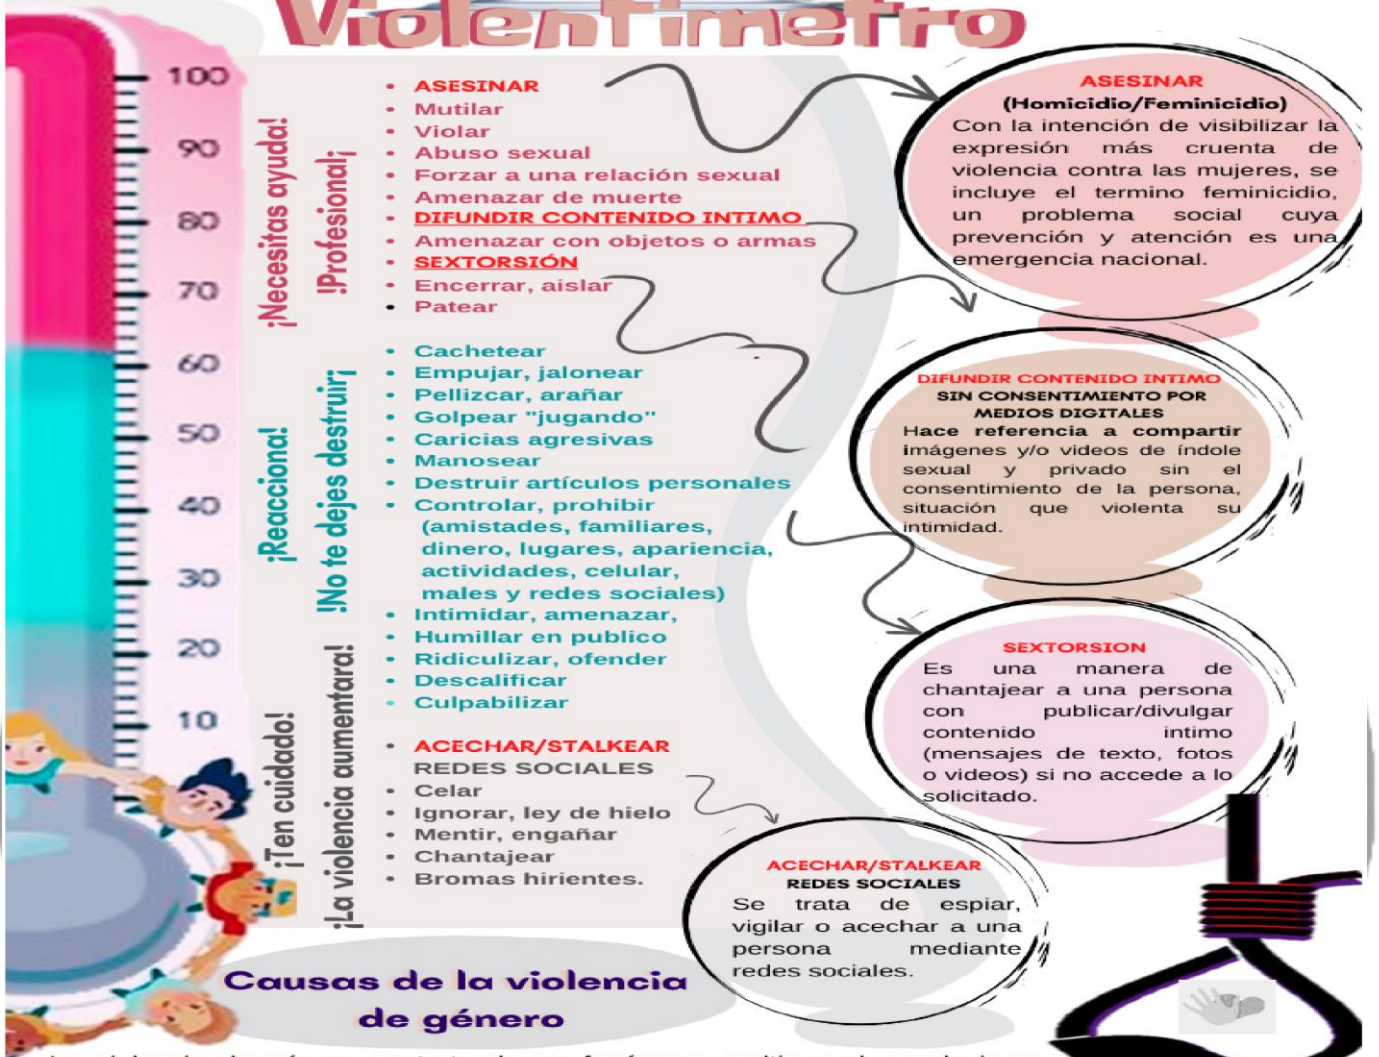 Violentimetro
100
90
80
70
60
50
40
30
20
10
¡Necesitas ayuda!
!Profesional¡
¡Reacciona!
!No te dejes destruir¡
¡Ten cuidado!
¡La violencia aumentara!
• ASESINAR
• Mutilar
• Violar
• Abuso sexual
• Forzar a una relación sexual
• Amenazar de muerte
• DIFUNDIR CONTENIDO INTIMO
• Amenazar con objetos o armas
• SEXTORSIÓN
• Encerrar, aislar
• Patear
• Cachetear
• Empujar, jalonear
• Pellizcar, arañar
• Golpear "jugando"
• Caricias agresivas
• Manosear
• Destruir artículos personales
• Controlar, prohibir
(amistades, familiares,
dinero, lugares, apariencia,
actividades, celular,
males y redes sociales)
• Intimidar, amenazar,
• Humillar en publico
• Ridiculizar, ofender
• Descalificar
• Culpabilizar
• ACECHAR/STALKEAR
REDES SOCIALES
• Celar
• Ignorar, ley de hielo
• Mentir, engañar
• Chantajear
• Bromas hirientes.
ASESINAR
(Homicidio/Feminicidio)
Con la intención de visibilizar la
expresión más cruenta de
violencia contra las mujeres, se
incluye el termino feminicidio,
un problema social cuya
prevención y atención es una
emergencia nacional.
DIFUNDIR CONTENIDO INTIMO
SIN CONSENTIMIENTO POR
MEDIOS DIGITALES
Hace referencia a compartir
imágenes y/o videos de índole
sexual y privado sin el
consentimiento de la persona,
situación que violenta su
intimidad.
SEXTORSION
Es una manera de
chantajear a una persona
con publicar/divulgar
contenido intimo
(mensajes de texto, fotos
o videos) si no accede a lo
solicitado.
ACECHAR/STALKEAR
REDES SOCIALES
Se trata de espiar,
vigilar o acechar a una
persona mediante
redes sociales.
Causas de la violencia
de género